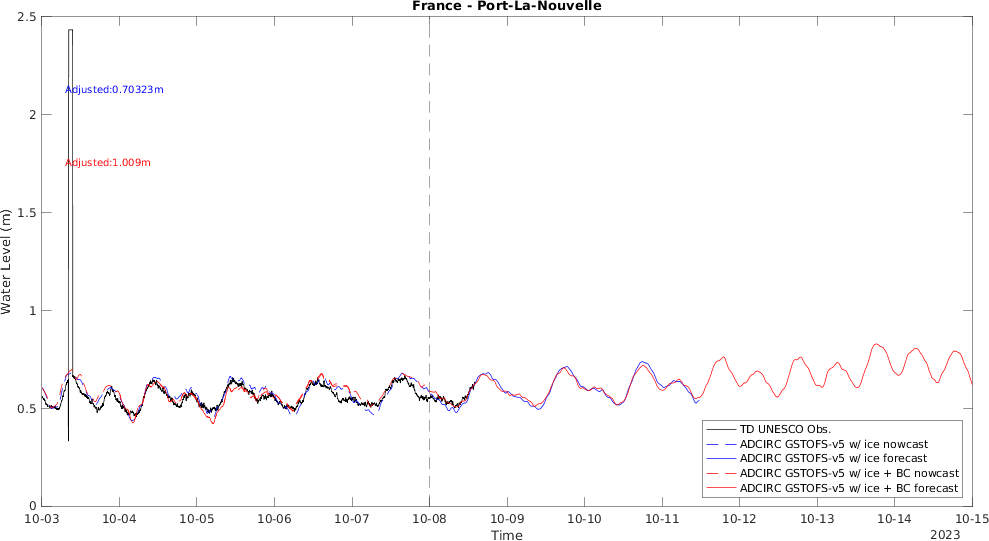 France - Port-La-Nouvelle
Water Level (m)
2.5
2
1.5
1
0.5
0
Adjusted:0.70323m
Adjusted:1.009m
TD UNESCO Obs.
ADCIRC GSTOFS-v5 w/ ice nowcast
ADCIRC GSTOFS-v5 w/ ice forecast
ADCIRC GSTOFS-v5 w/ ice + BC nowcast
ADCIRC GSTOFS-v5 w/ ice + BC forecast
10-03 10-04 10-05 10-06 10-07 10-08 10-09 10-10 10-11 10-12 10-13 10-14 10-15
Time
2023